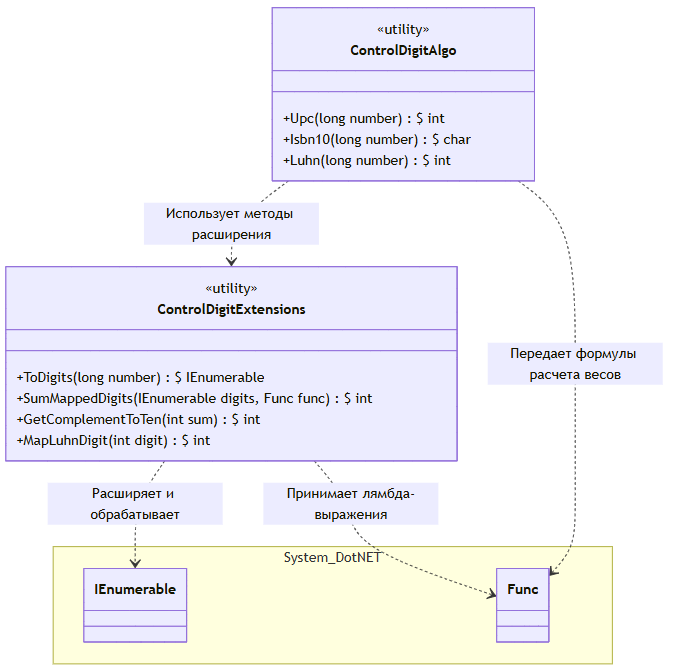 «utility»
ControlDigitAlgo
+Upc(long number) : $ int
+Isbn10(long number) : $ char
+Luhn(long number) : $ int
Использует методы
расширения
«utility»
ControlDigitExtensions
+ToDigits(long number) : $ IEnumerable
+SumMappedDigits(IEnumerable digits, Func func) : $ int
+GetComplementToTen(int sum) : $ int
+MapLuhnDigit(int digit) : $ int
Передает формулы
расчета весов
Расширяет и
обрабатывает
Принимает лямбда-
выражения
System_DotNET
IEnumerable
Func